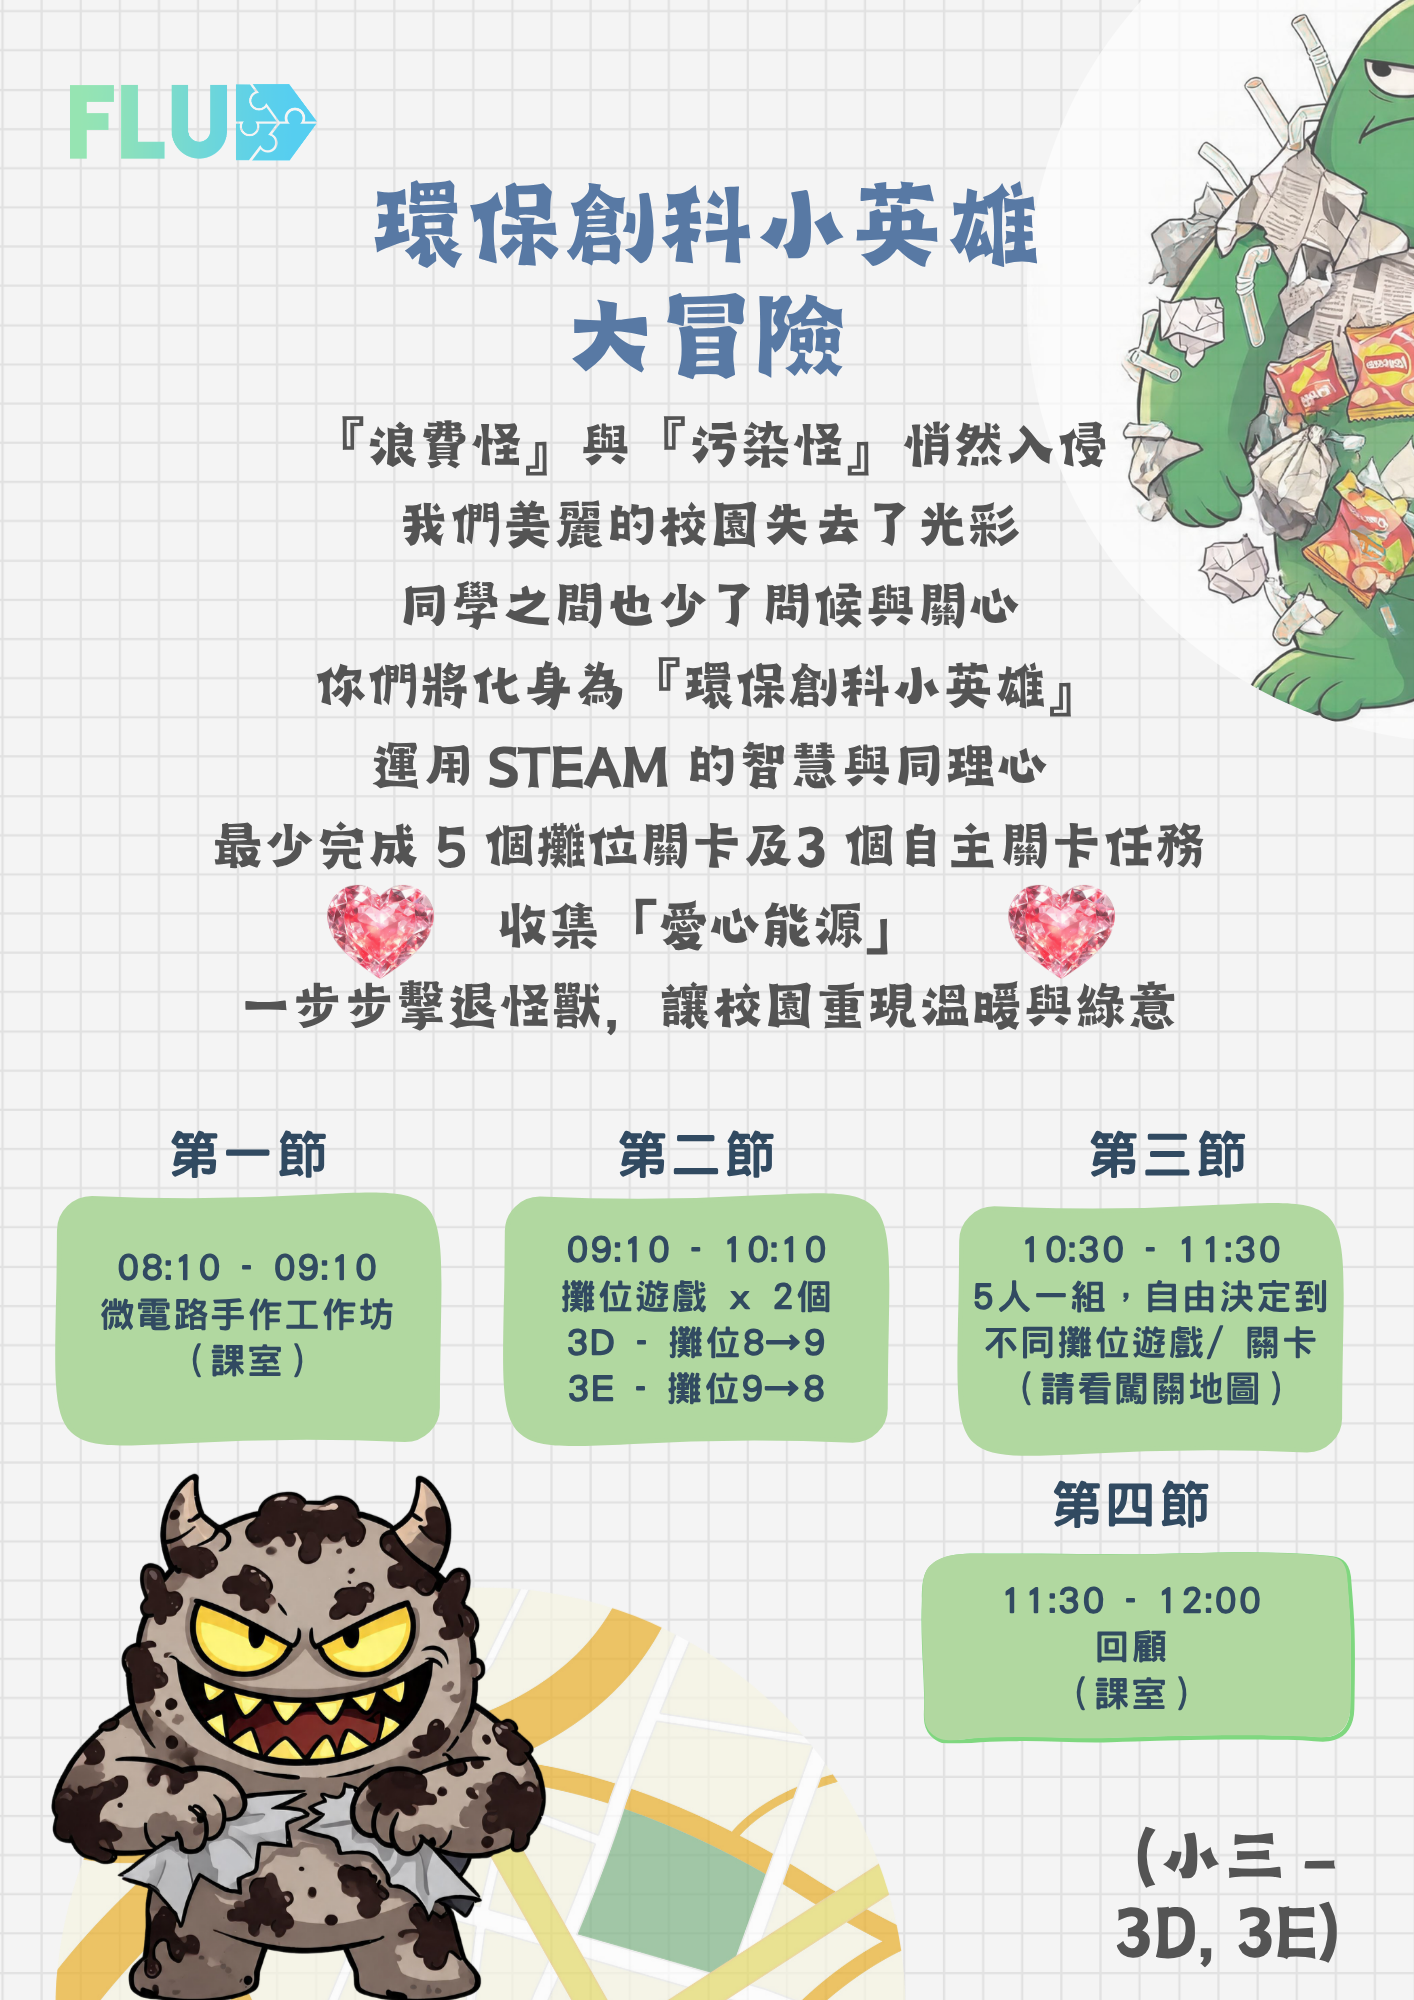 FLUD
環保創科小英雄
大冒險
『浪費怪』與『污染怪』悄然入侵
我們美麗的校園失去了光彩
同學之間也少了問候與關心
你們將化身為『環保創科小英雄』
運用 STEAM 的智慧與同理心
最少完成 5 個攤位關卡及3 個自主關卡任務
收集「愛心能源」
一步步擊退怪獸，讓校園重現溫暖與綠意
第一節
08:10 - 09:10
微電路手作工作坊
（課室）
第二節
09:10 - 10:10
攤位遊戲 x 2個
3D - 攤位8→9
3E - 攤位9→8
第三節
10:30 - 11:30
5人一組，自由決定到
不同攤位遊戲/ 關卡
（請看闖關地圖）
第四節
11:30 - 12:00
回顧
（課室）
(小三 –
3D, 3E)